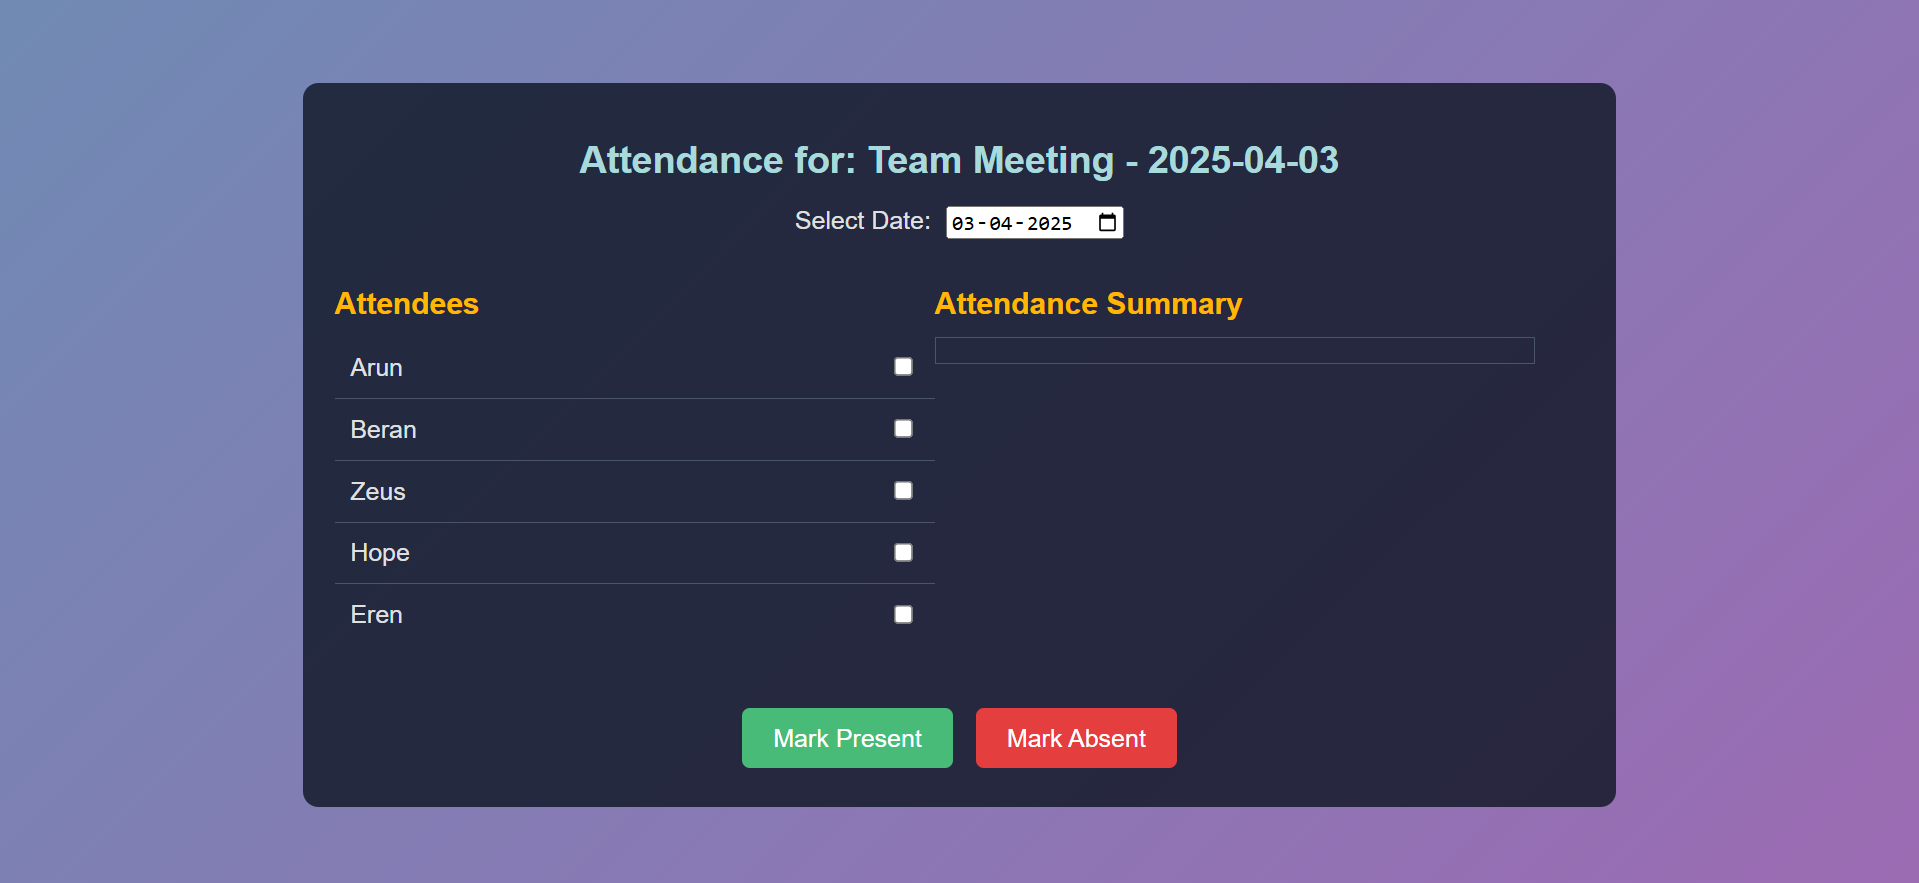 Attendance for: Team Meeting - 2025-04-03
Select Date: 03-04-2025
Attendees
Arun
Beran
Zeus
Hope
Eren
Attendance Summary
Mark Present
Mark Absent